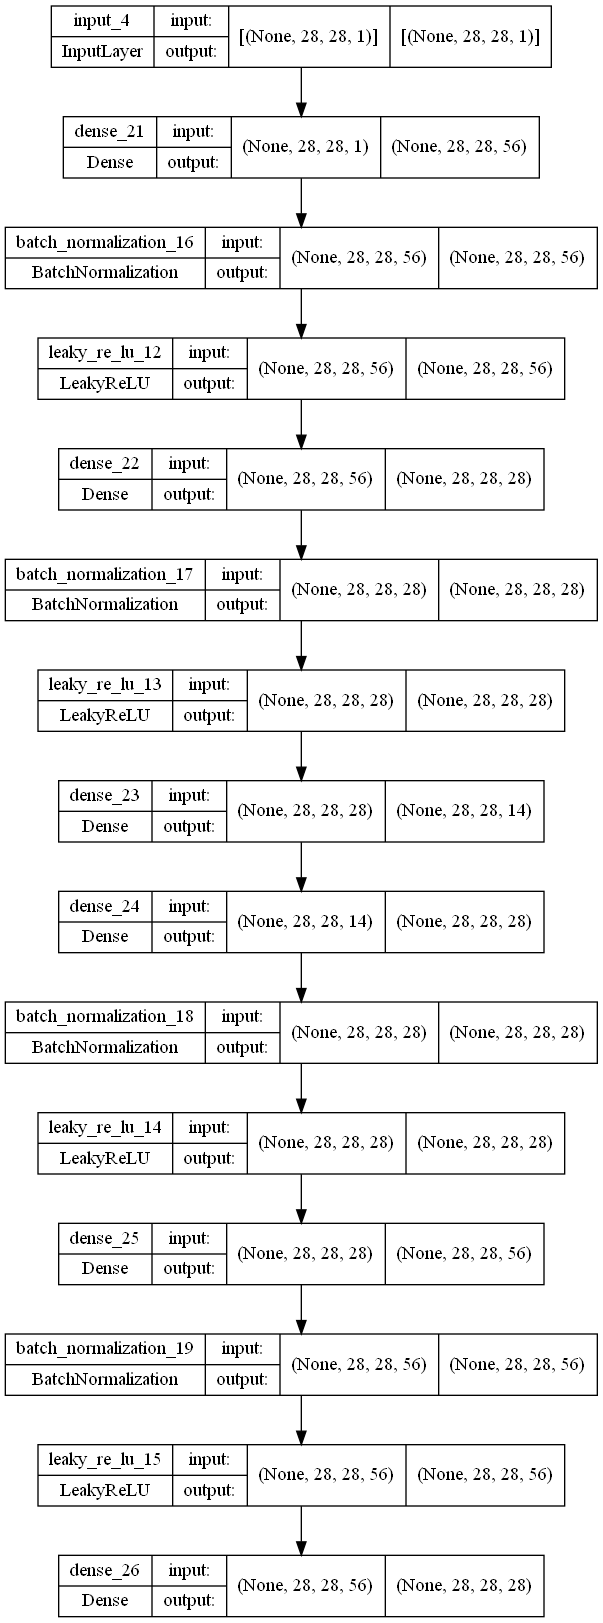 input_4 input: [(None, 28, 28, 1)] [(None, 28, 28, 1)]
InputLayer output:
dense_21 input: (None, 28, 28, 1) (None, 28, 28, 56)
Dense output:
batch_normalization_16 input: (None, 28, 28, 56) (None, 28, 28, 56)
BatchNormalization output:
leaky_re_lu_12 input: (None, 28, 28, 56) (None, 28, 28, 56)
LeakyReLU output:
dense_22 input: (None, 28, 28, 56) (None, 28, 28, 28)
Dense output:
batch_normalization_17 input: (None, 28, 28, 28) (None, 28, 28, 28)
BatchNormalization output:
leaky_re_lu_13 input: (None, 28, 28, 28) (None, 28, 28, 28)
LeakyReLU output:
dense_23 input: (None, 28, 28, 28) (None, 28, 28, 14)
Dense output:
dense_24 input: (None, 28, 28, 14) (None, 28, 28, 28)
Dense output:
batch_normalization_18 input: (None, 28, 28, 28) (None, 28, 28, 28)
BatchNormalization output:
leaky_re_lu_14 input: (None, 28, 28, 28) (None, 28, 28, 28)
LeakyReLU output:
dense_25 input: (None, 28, 28, 28) (None, 28, 28, 56)
Dense output:
batch_normalization_19 input: (None, 28, 28, 56) (None, 28, 28, 56)
BatchNormalization output:
leaky_re_lu_15 input: (None, 28, 28, 56) (None, 28, 28, 56)
LeakyReLU output:
dense_26 input: (None, 28, 28, 56) (None, 28, 28, 28)
Dense output: